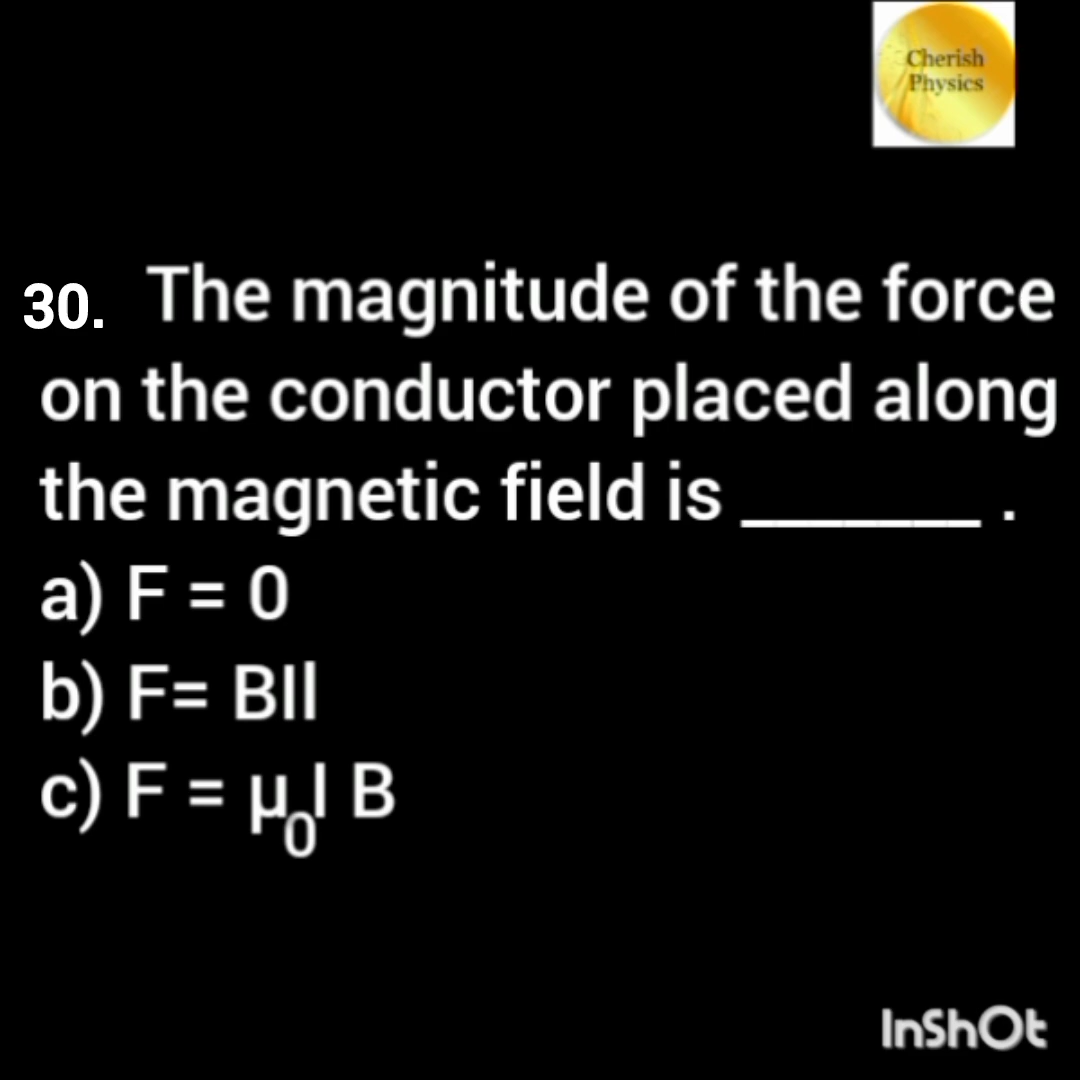 Cherish
Physics
30. The magnitude of the force
on the conductor placed along
the magnetic field is _______ .
a) F = 0
b) F= BIl
c) F = μ₀I B
InShOt